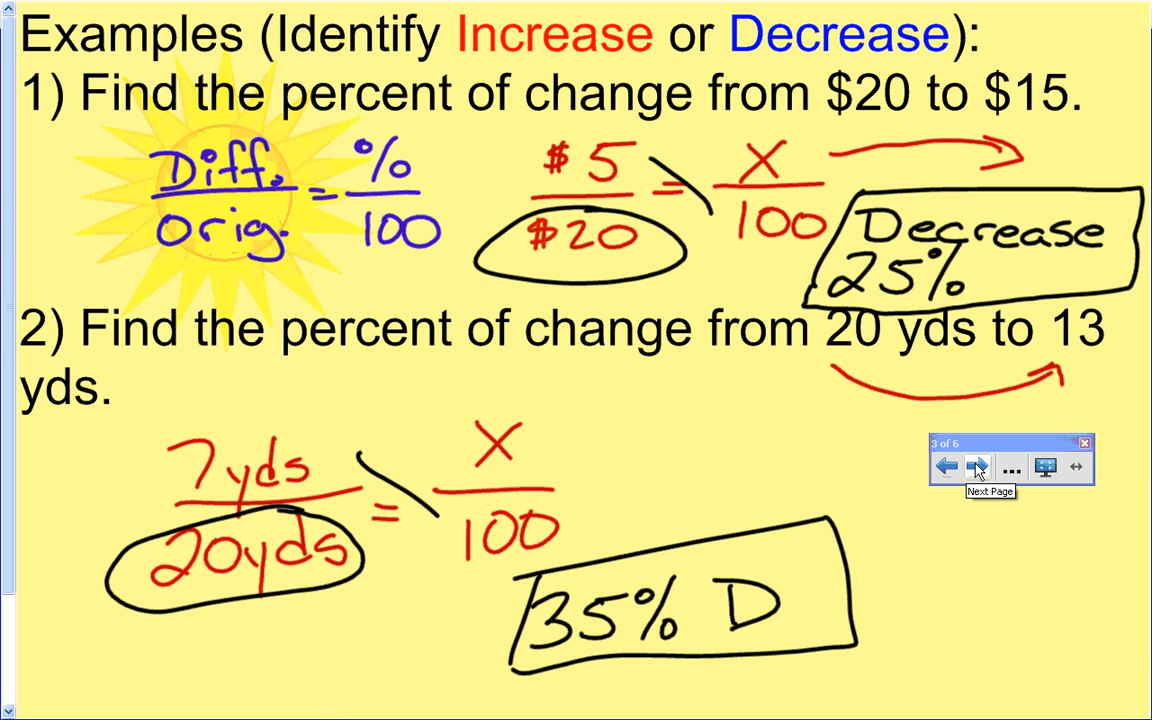 Examples (Identify Increase or Decrease):
1) Find the percent of change from $20 to $15.
Diff. = %
Orig. 100
$5 = X
$20 100
Decrease
25%
2) Find the percent of change from 20 yds to 13
yds.
7yds = X
20yds 100
35% D
3 of 6
...
Next Page